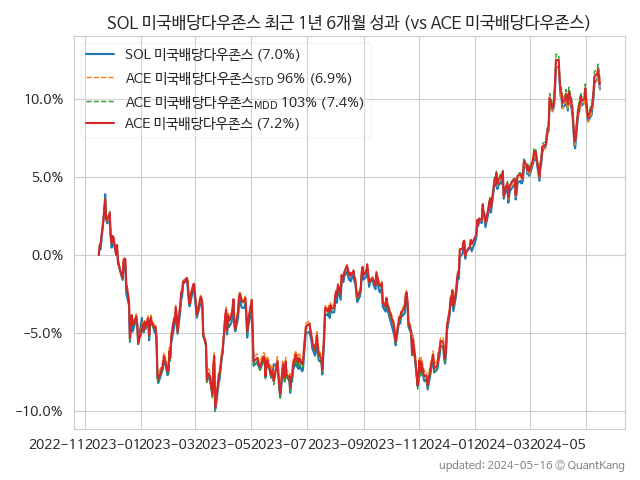 SOL 미국배당다우존스 최근 1년 6개월 성과 (vs ACE 미국배당다우존스)
SOL 미국배당다우존스 (7.0%)
ACE 미국배당다우존스STD 96% (6.9%)
ACE 미국배당다우존스MDD 103% (7.4%)
ACE 미국배당다우존스 (7.2%)
10.0%
5.0%
0.0%
−5.0%
−10.0%
2022-11 2023-01 2023-03 2023-05 2023-07 2023-09 2023-11 2024-01 2024-03 2024-05
updated: 2024-05-16 © QuantKang